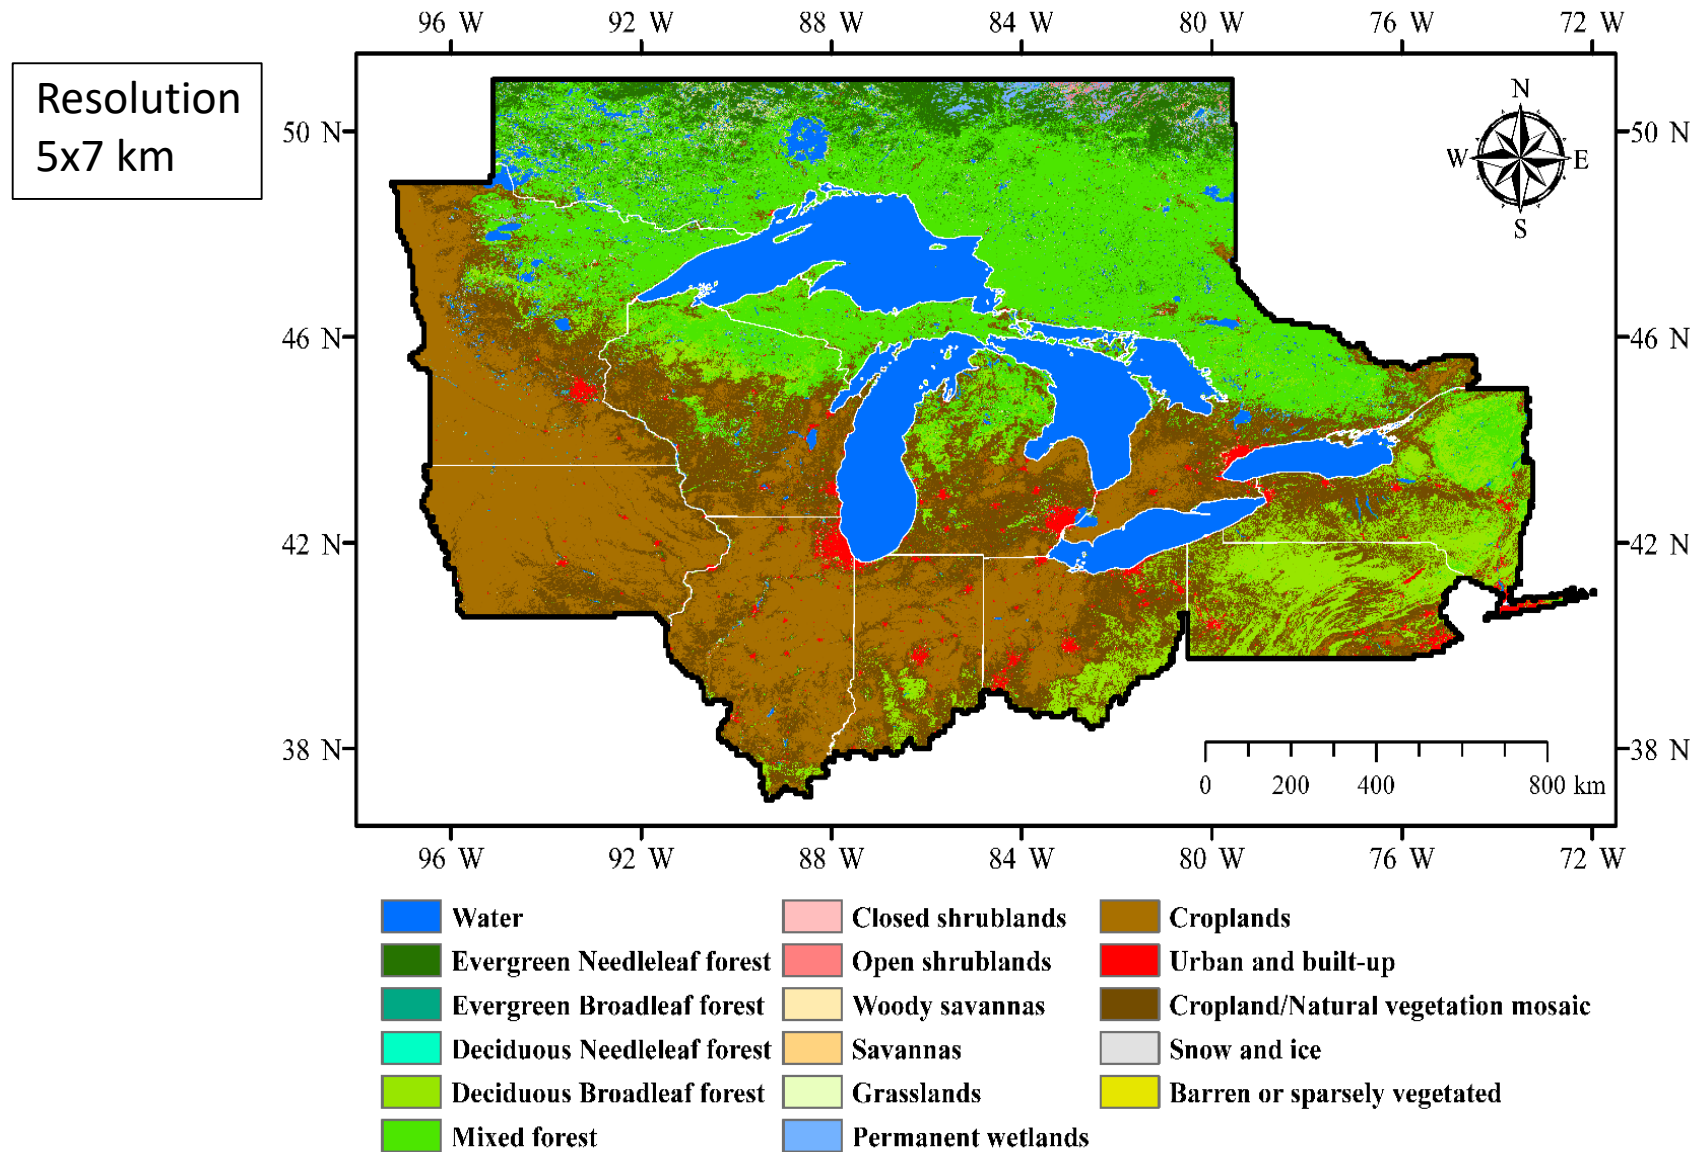 Resolution
5x7 km
96 W 92 W 88 W 84 W 80 W 76 W 72 W
N
W E
S
50 N 50 N
46 N 46 N
42 N 42 N
38 N 38 N
0 200 400 800 km
96 W 92 W 88 W 84 W 80 W 76 W 72 W
Water
Evergreen Needleleaf forest
Evergreen Broadleaf forest
Deciduous Needleleaf forest
Deciduous Broadleaf forest
Mixed forest
Closed shrublands
Open shrublands
Woody savannas
Savannas
Grasslands
Permanent wetlands
Croplands
Urban and built-up
Cropland/Natural vegetation mosaic
Snow and ice
Barren or sparsely vegetated